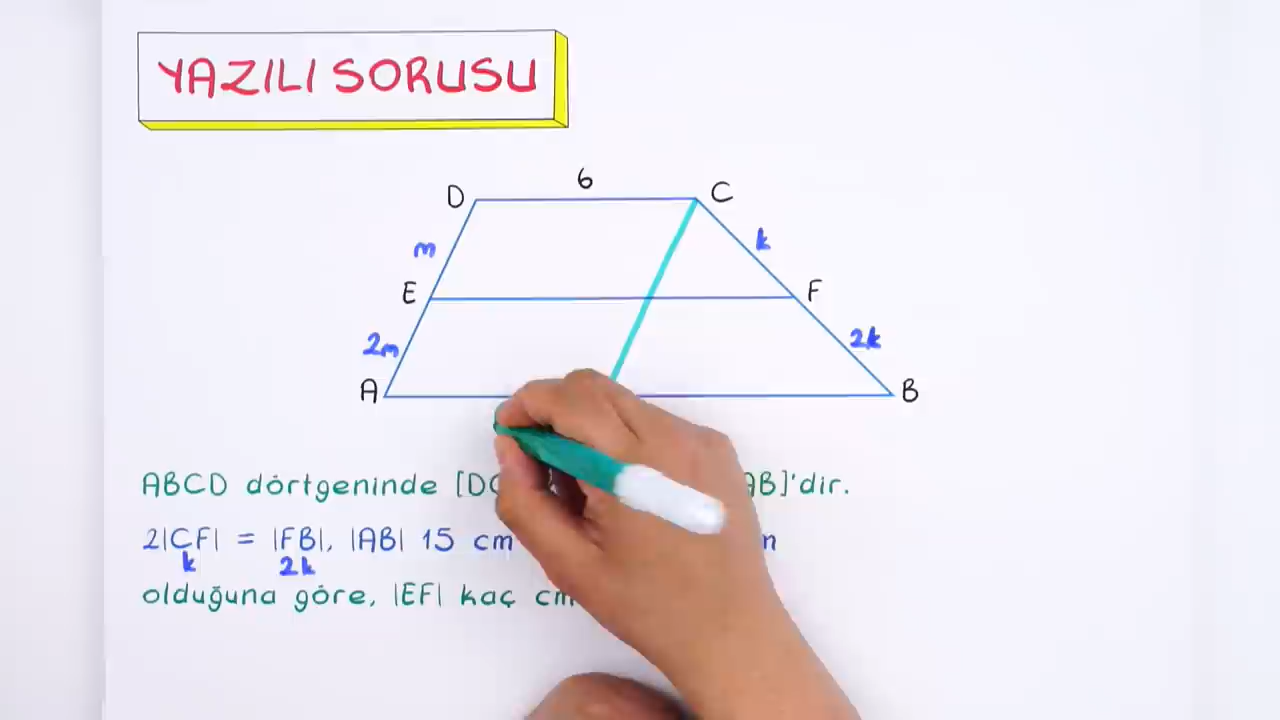 YAZILI SORUSU
6
D
C
m
k
E
F
2m
2k
A
B
ABCD dörtgeninde [DC AB]'dir.
2|CF| = |FB|, |AB| 15 cm
k 2k
olduğuna göre, |EF| kaç cm